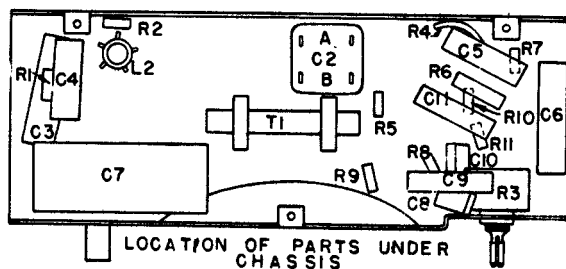 R2
R4
C5
R7
A
C2
B
L2
R1
C4
R6
C6
C11
R10
T1
R5
R11
C3
R8
C10
C7
R9
C9
R3
C8
LOCATION OF PARTS UNDER
CHASSIS